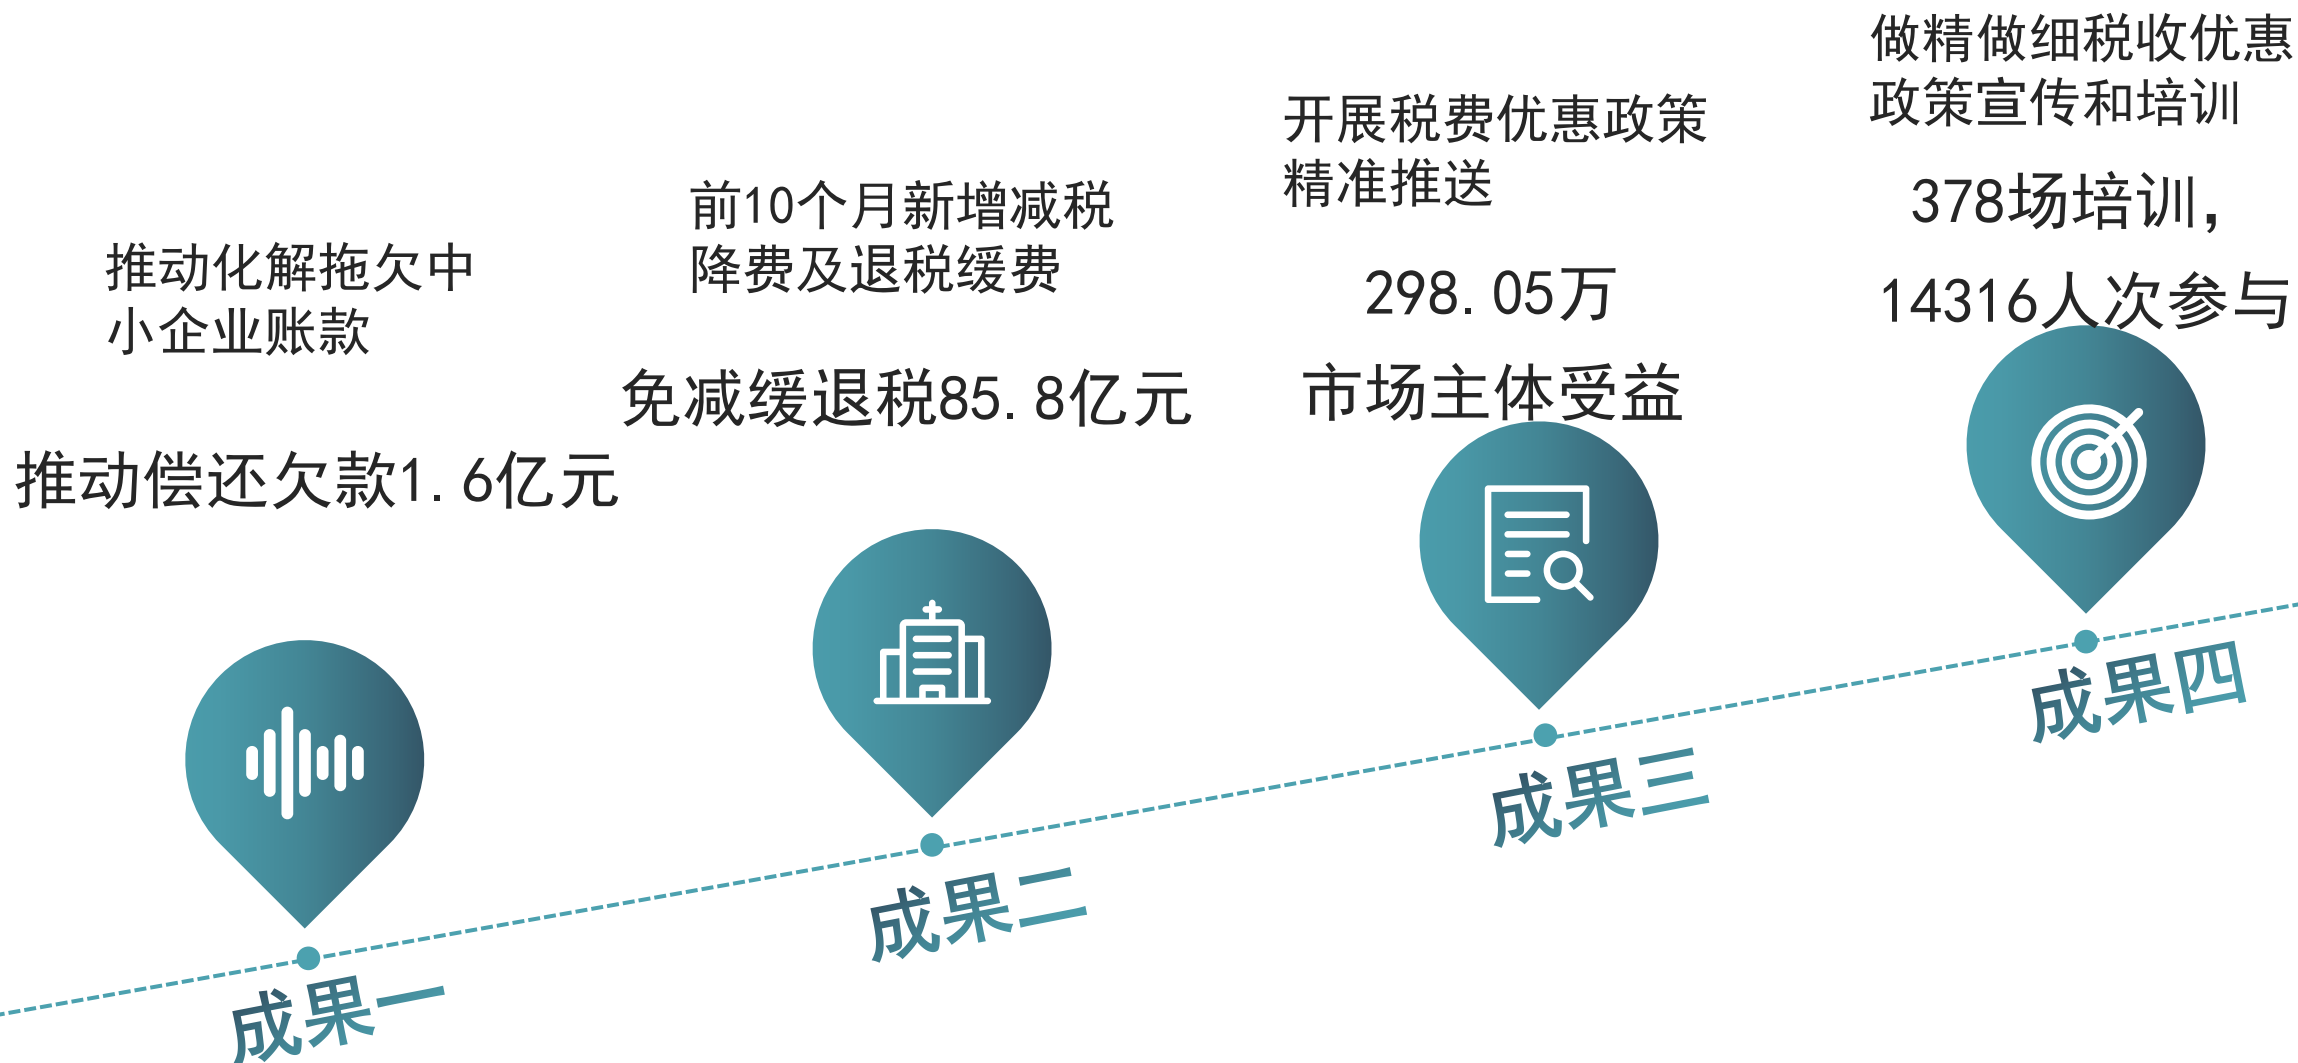 推动化解拖欠中
小企业账款
推动偿还欠款1.6亿元
成果一
前10个月新增减税
降费及退税缓费
免减缓退税85.8亿元
成果二
开展税费优惠政策
精准推送
298.05万
市场主体受益
成果三
做精做细税收优惠
政策宣传和培训
378场培训，
14316人次参与
成果四